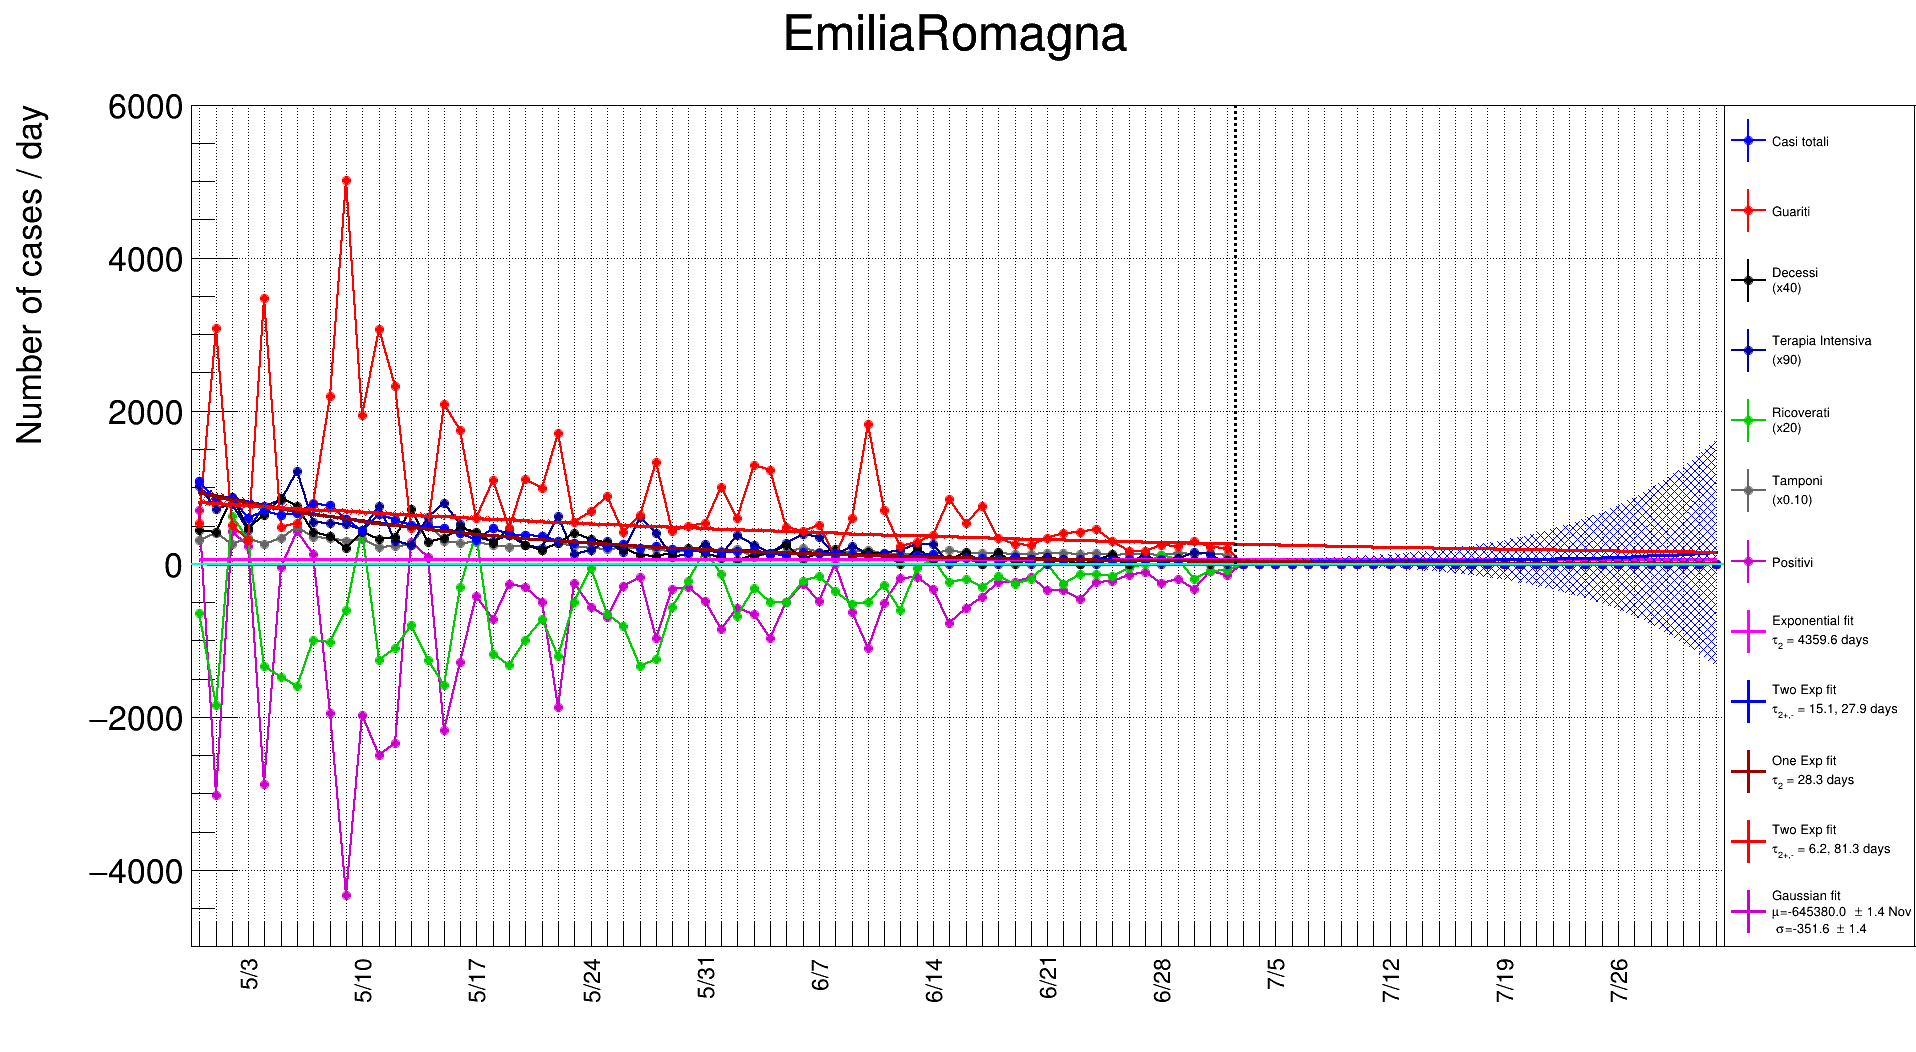 EmiliaRomagna
Number of cases / day
6000
4000
2000
0
−2000
−4000
5/3
5/10
5/17
5/24
5/31
6/7
6/14
6/21
6/28
7/5
7/12
7/19
7/26
Casi totali
Guariti
Decessi
(x40)
Terapia Intensiva
(x90)
Ricoverati
(x20)
Tamponi
(x0.10)
Positivi
Exponential fit
τ2 = 4359.6 days
Two Exp fit
τ2+,- = 15.1, 27.9 days
One Exp fit
τ2 = 28.3 days
Two Exp fit
τ2+,- = 6.2, 81.3 days
Gaussian fit
μ=-645380.0 ± 1.4 Nov
σ=-351.6 ± 1.4